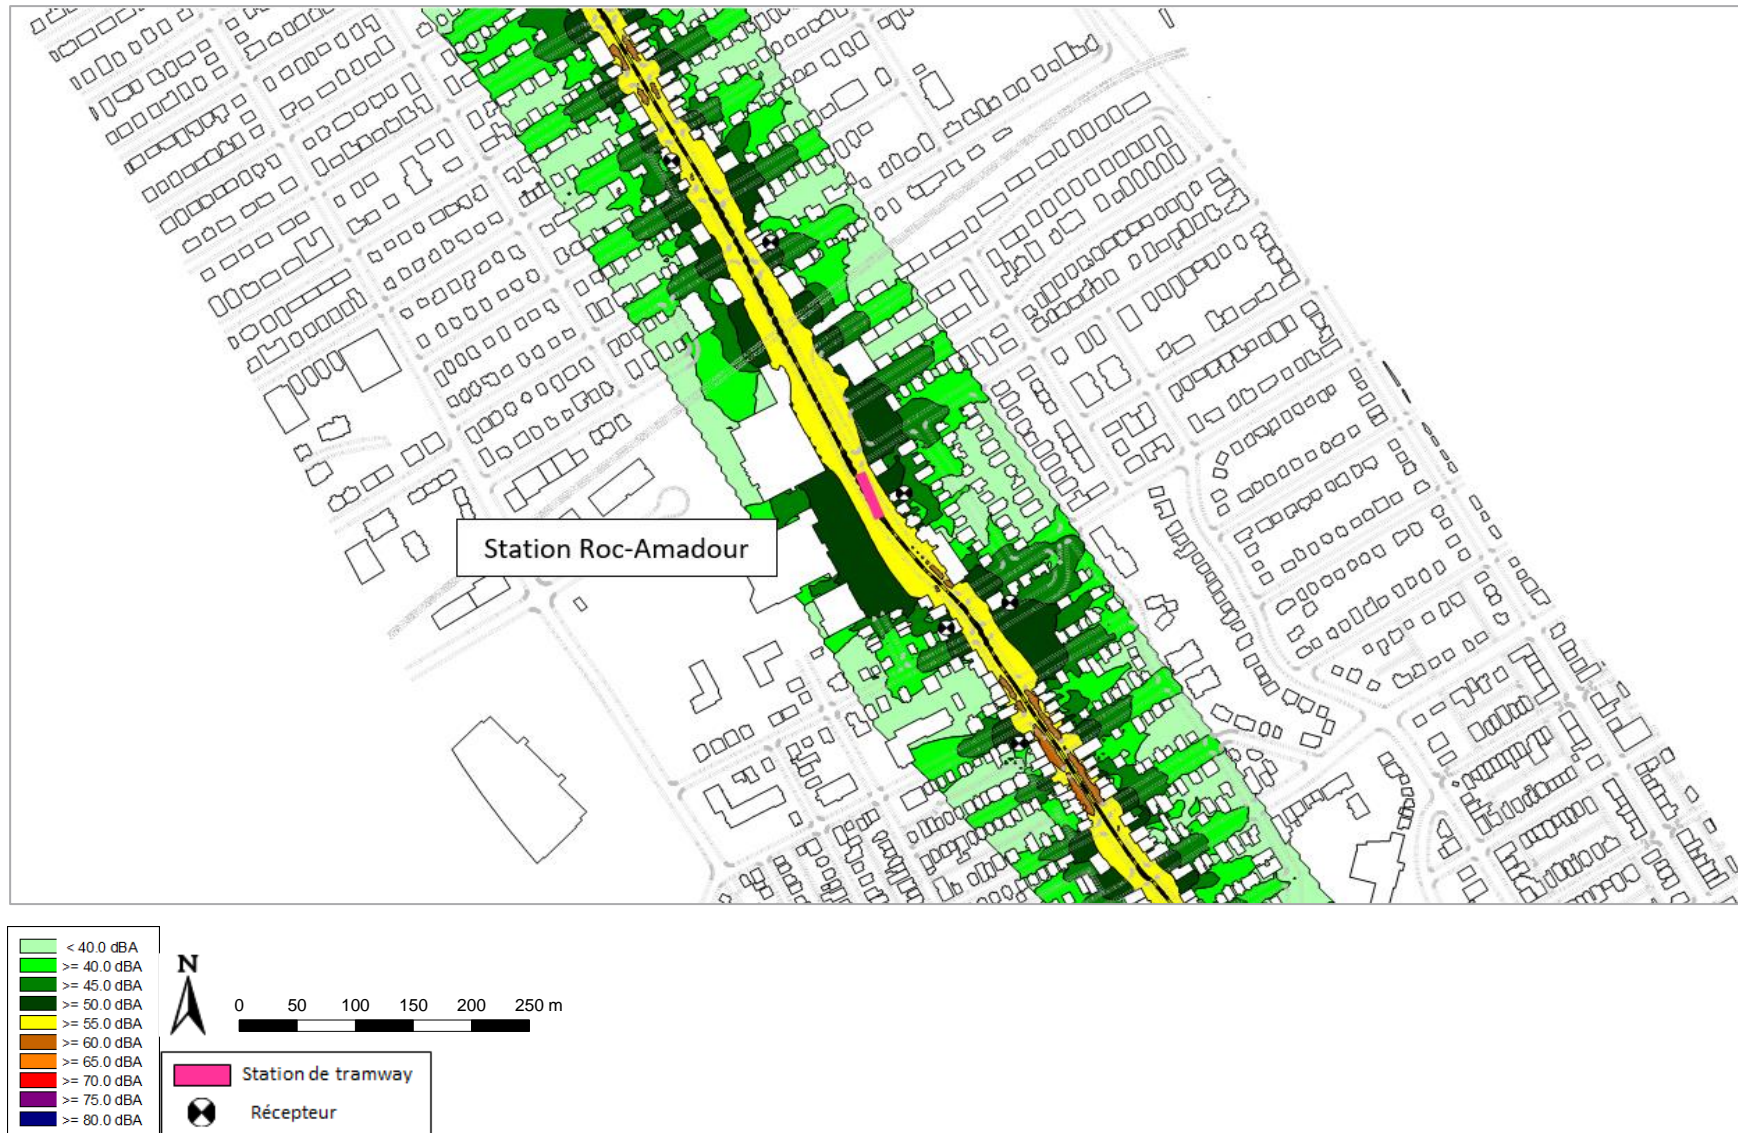 Station Roc-Amadour
< 40.0 dBA
>= 40.0 dBA
>= 45.0 dBA
>= 50.0 dBA
>= 55.0 dBA
>= 60.0 dBA
>= 65.0 dBA
>= 70.0 dBA
>= 75.0 dBA
>= 80.0 dBA
N
0 50 100 150 200 250 m
Station de tramway
Récepteur